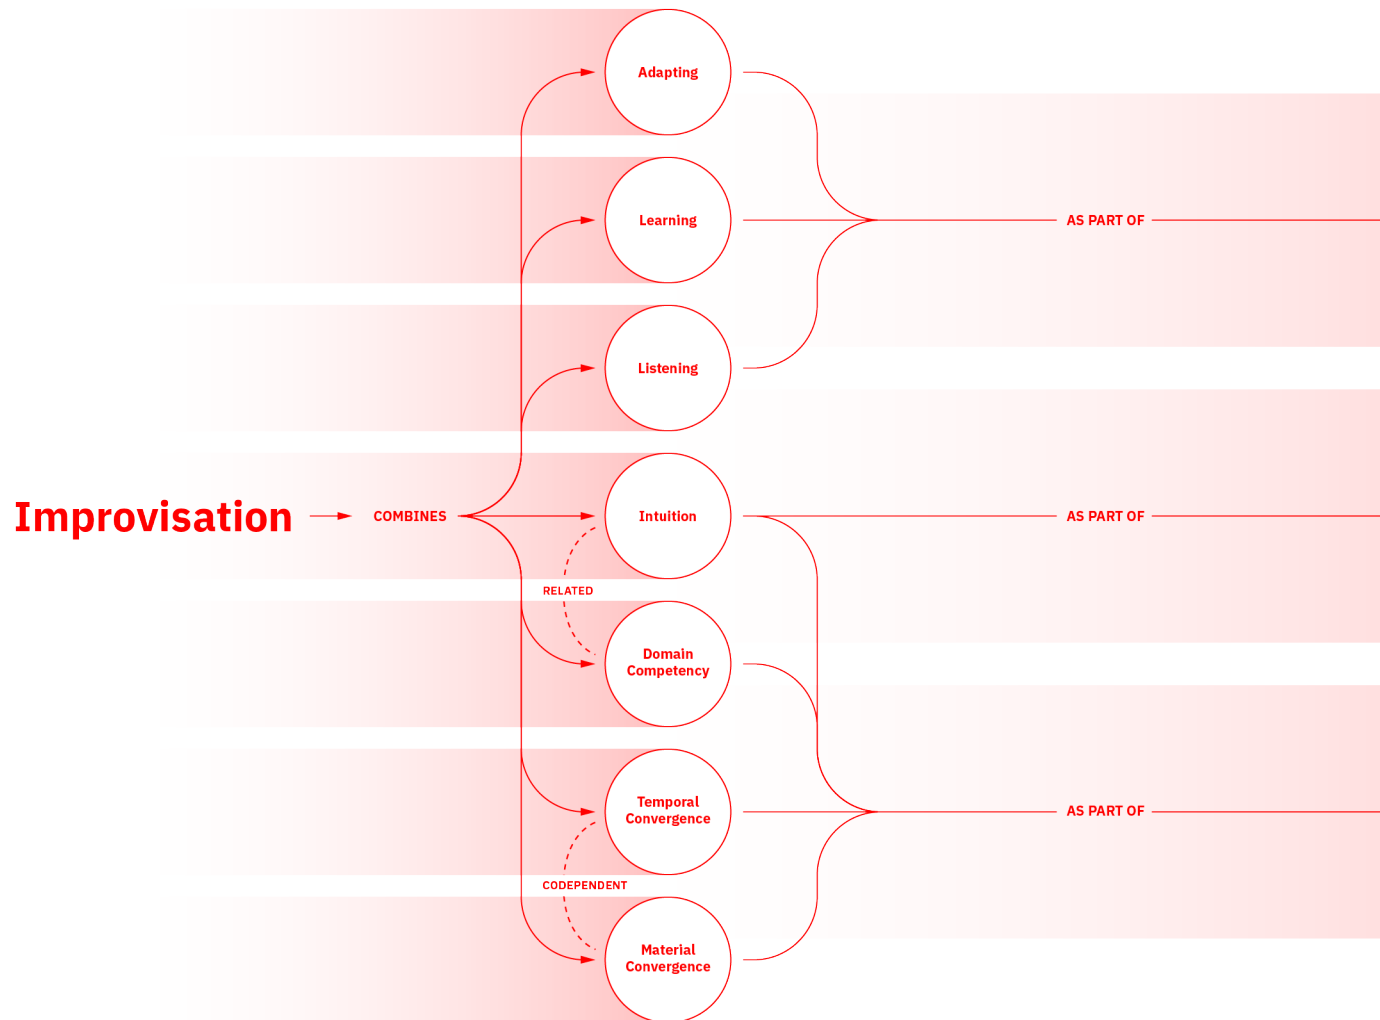 Adapting
Learning
AS PART OF
Listening
Improvisation
COMBINES
Intuition
AS PART OF
RELATED
Domain
Competency
Temporal
Convergence
AS PART OF
CODEPENDENT
Material
Convergence